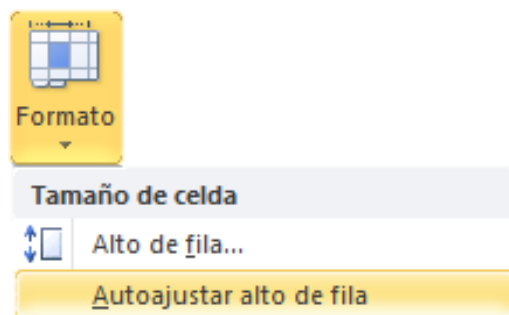 Formato
Tamaño de celda
Alto de fila...
Autoajustar alto de fila